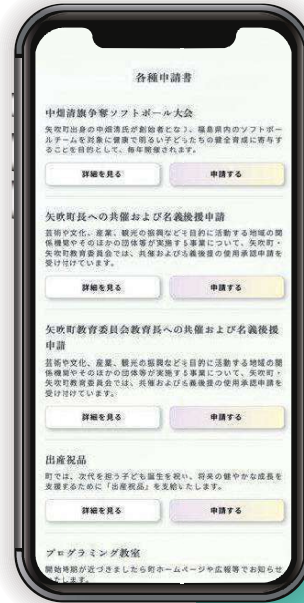 各種申請書
中畑清旗争奪ソフトボール大会
矢吹町出身の中畑清氏が創始者となり、福島県内のソフトボー
ルチームを対象に健康で明るい子どもたちの健全育成に寄与す
ることを目的として、毎年開催されます。
詳細を見る 申請する
矢吹町長への共催および名義後援申請
芸術や文化、産業、観光の振興などを目的に活動する地域の関
係機関やそのほかの団体等が実施する事業について、矢吹町・
矢吹町教育委員会では、共催および名義後援の使用承認申請を
受け付けています。
詳細を見る 申請する
矢吹町教育委員会教育長への共催および名義後援
申請
芸術や文化、産業、観光の振興などを目的に活動する地域の関
係機関やそのほかの団体等が実施する事業について、矢吹町・
矢吹町教育委員会では、共催および名義後援の使用承認申請を
受け付けています。
詳細を見る 申請する
出産祝品
町では、次代を担う子ども誕生を祝い、将来の健やかな成長を
支援するために「出産祝品」を支給いたします。
詳細を見る 申請する
プログラミング教室
開始時期が近づきましたら町ホームページや広報等でお知らせ
いたします。